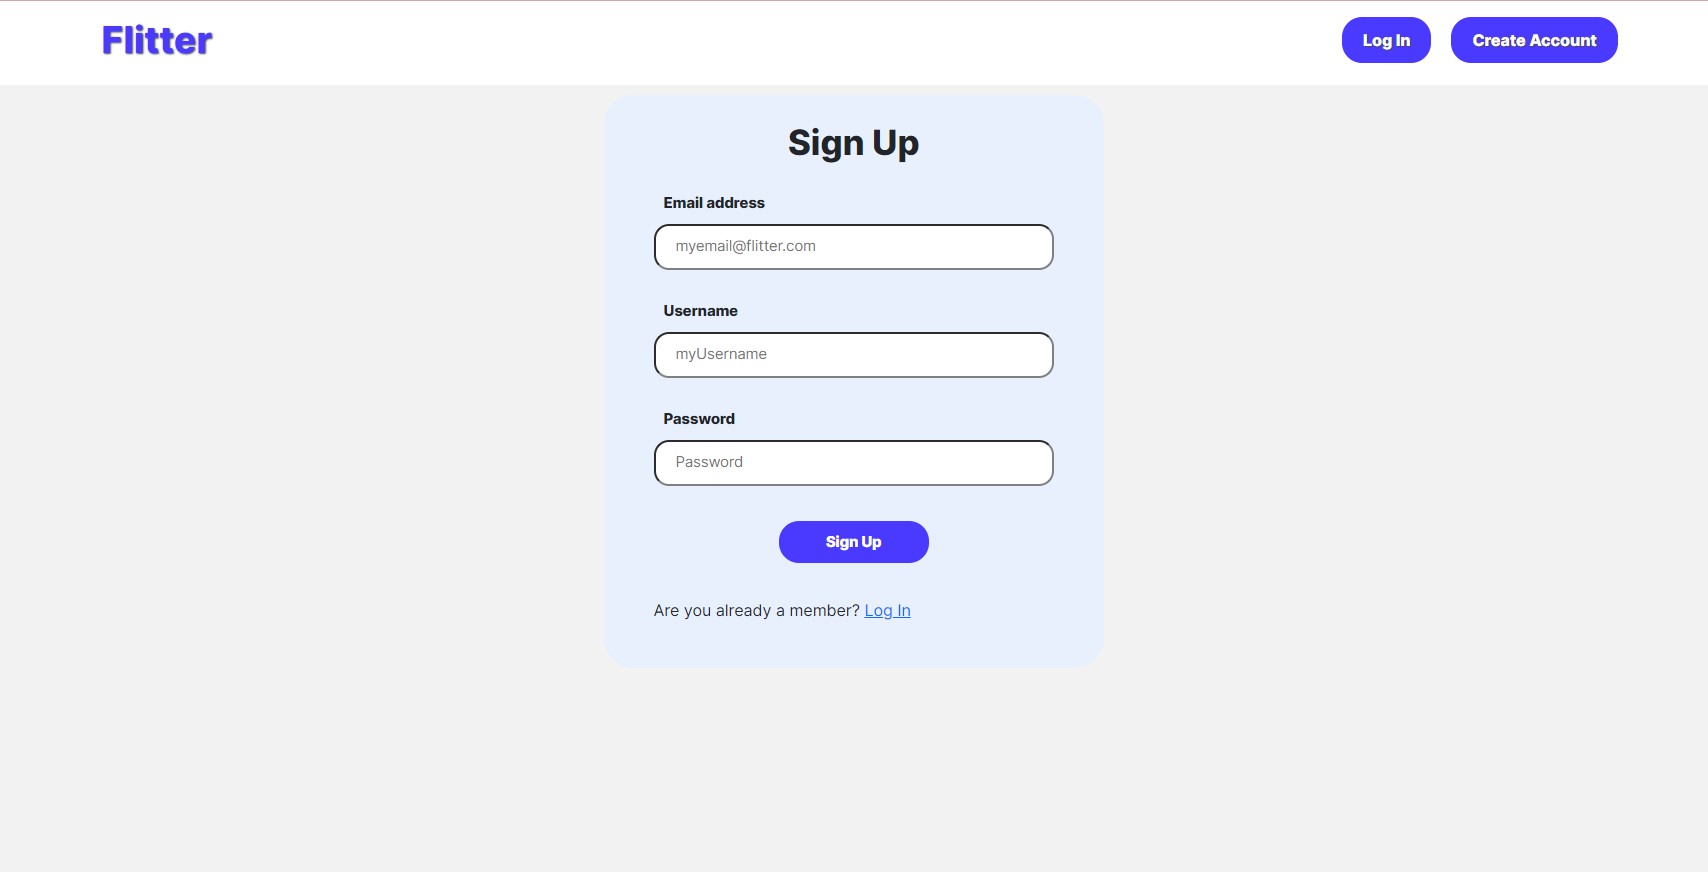 Flitter
Log In
Create Account
Sign Up
Email address
myemail@flitter.com
Username
myUsername
Password
Password
Sign Up
Are you already a member? Log In